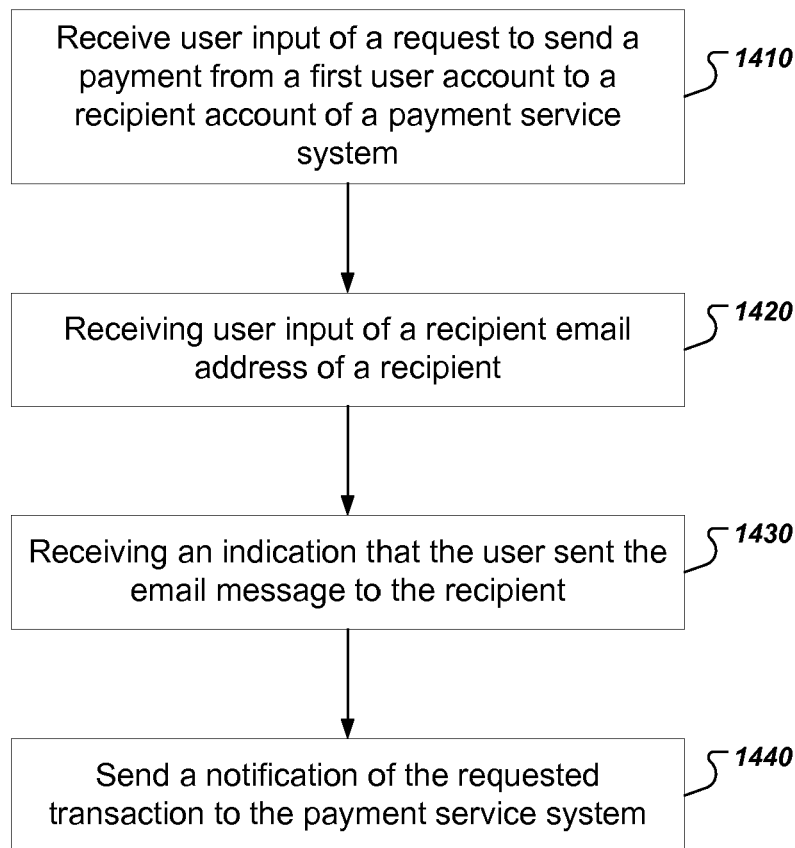 Receive user input of a request to send a
payment from a first user account to a
recipient account of a payment service
system
1410
Receiving user input of a recipient email
address of a recipient
1420
Receiving an indication that the user sent the
email message to the recipient
1430
Send a notification of the requested
transaction to the payment service system
1440